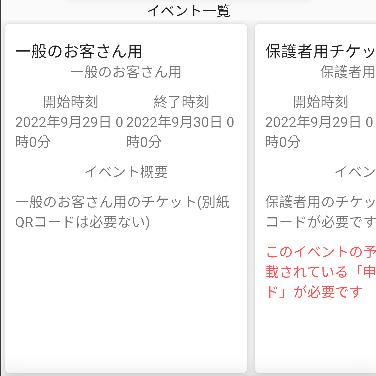 イベント一覧
一般のお客さん用
一般のお客さん用
開始時刻
終了時刻
2022年9月29日 0
時0分
2022年9月30日 0
時0分
イベント概要
一般のお客さん用のチケット(別紙
QRコードは必要ない)
保護者用チケッ
保護者用
開始時刻
2022年9月29日 0
時0分
イベン
保護者用のチケッ
コードが必要です
このイベントの予
載されている「申
ド」が必要です